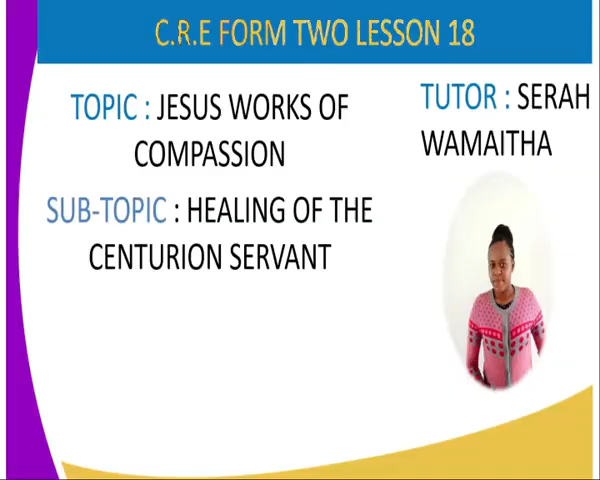 C.R.E FORM TWO LESSON 18
TOPIC : JESUS WORKS OF
COMPASSION
SUB-TOPIC : HEALING OF THE
CENTURION SERVANT
TUTOR : SERAH
WAMAITHA